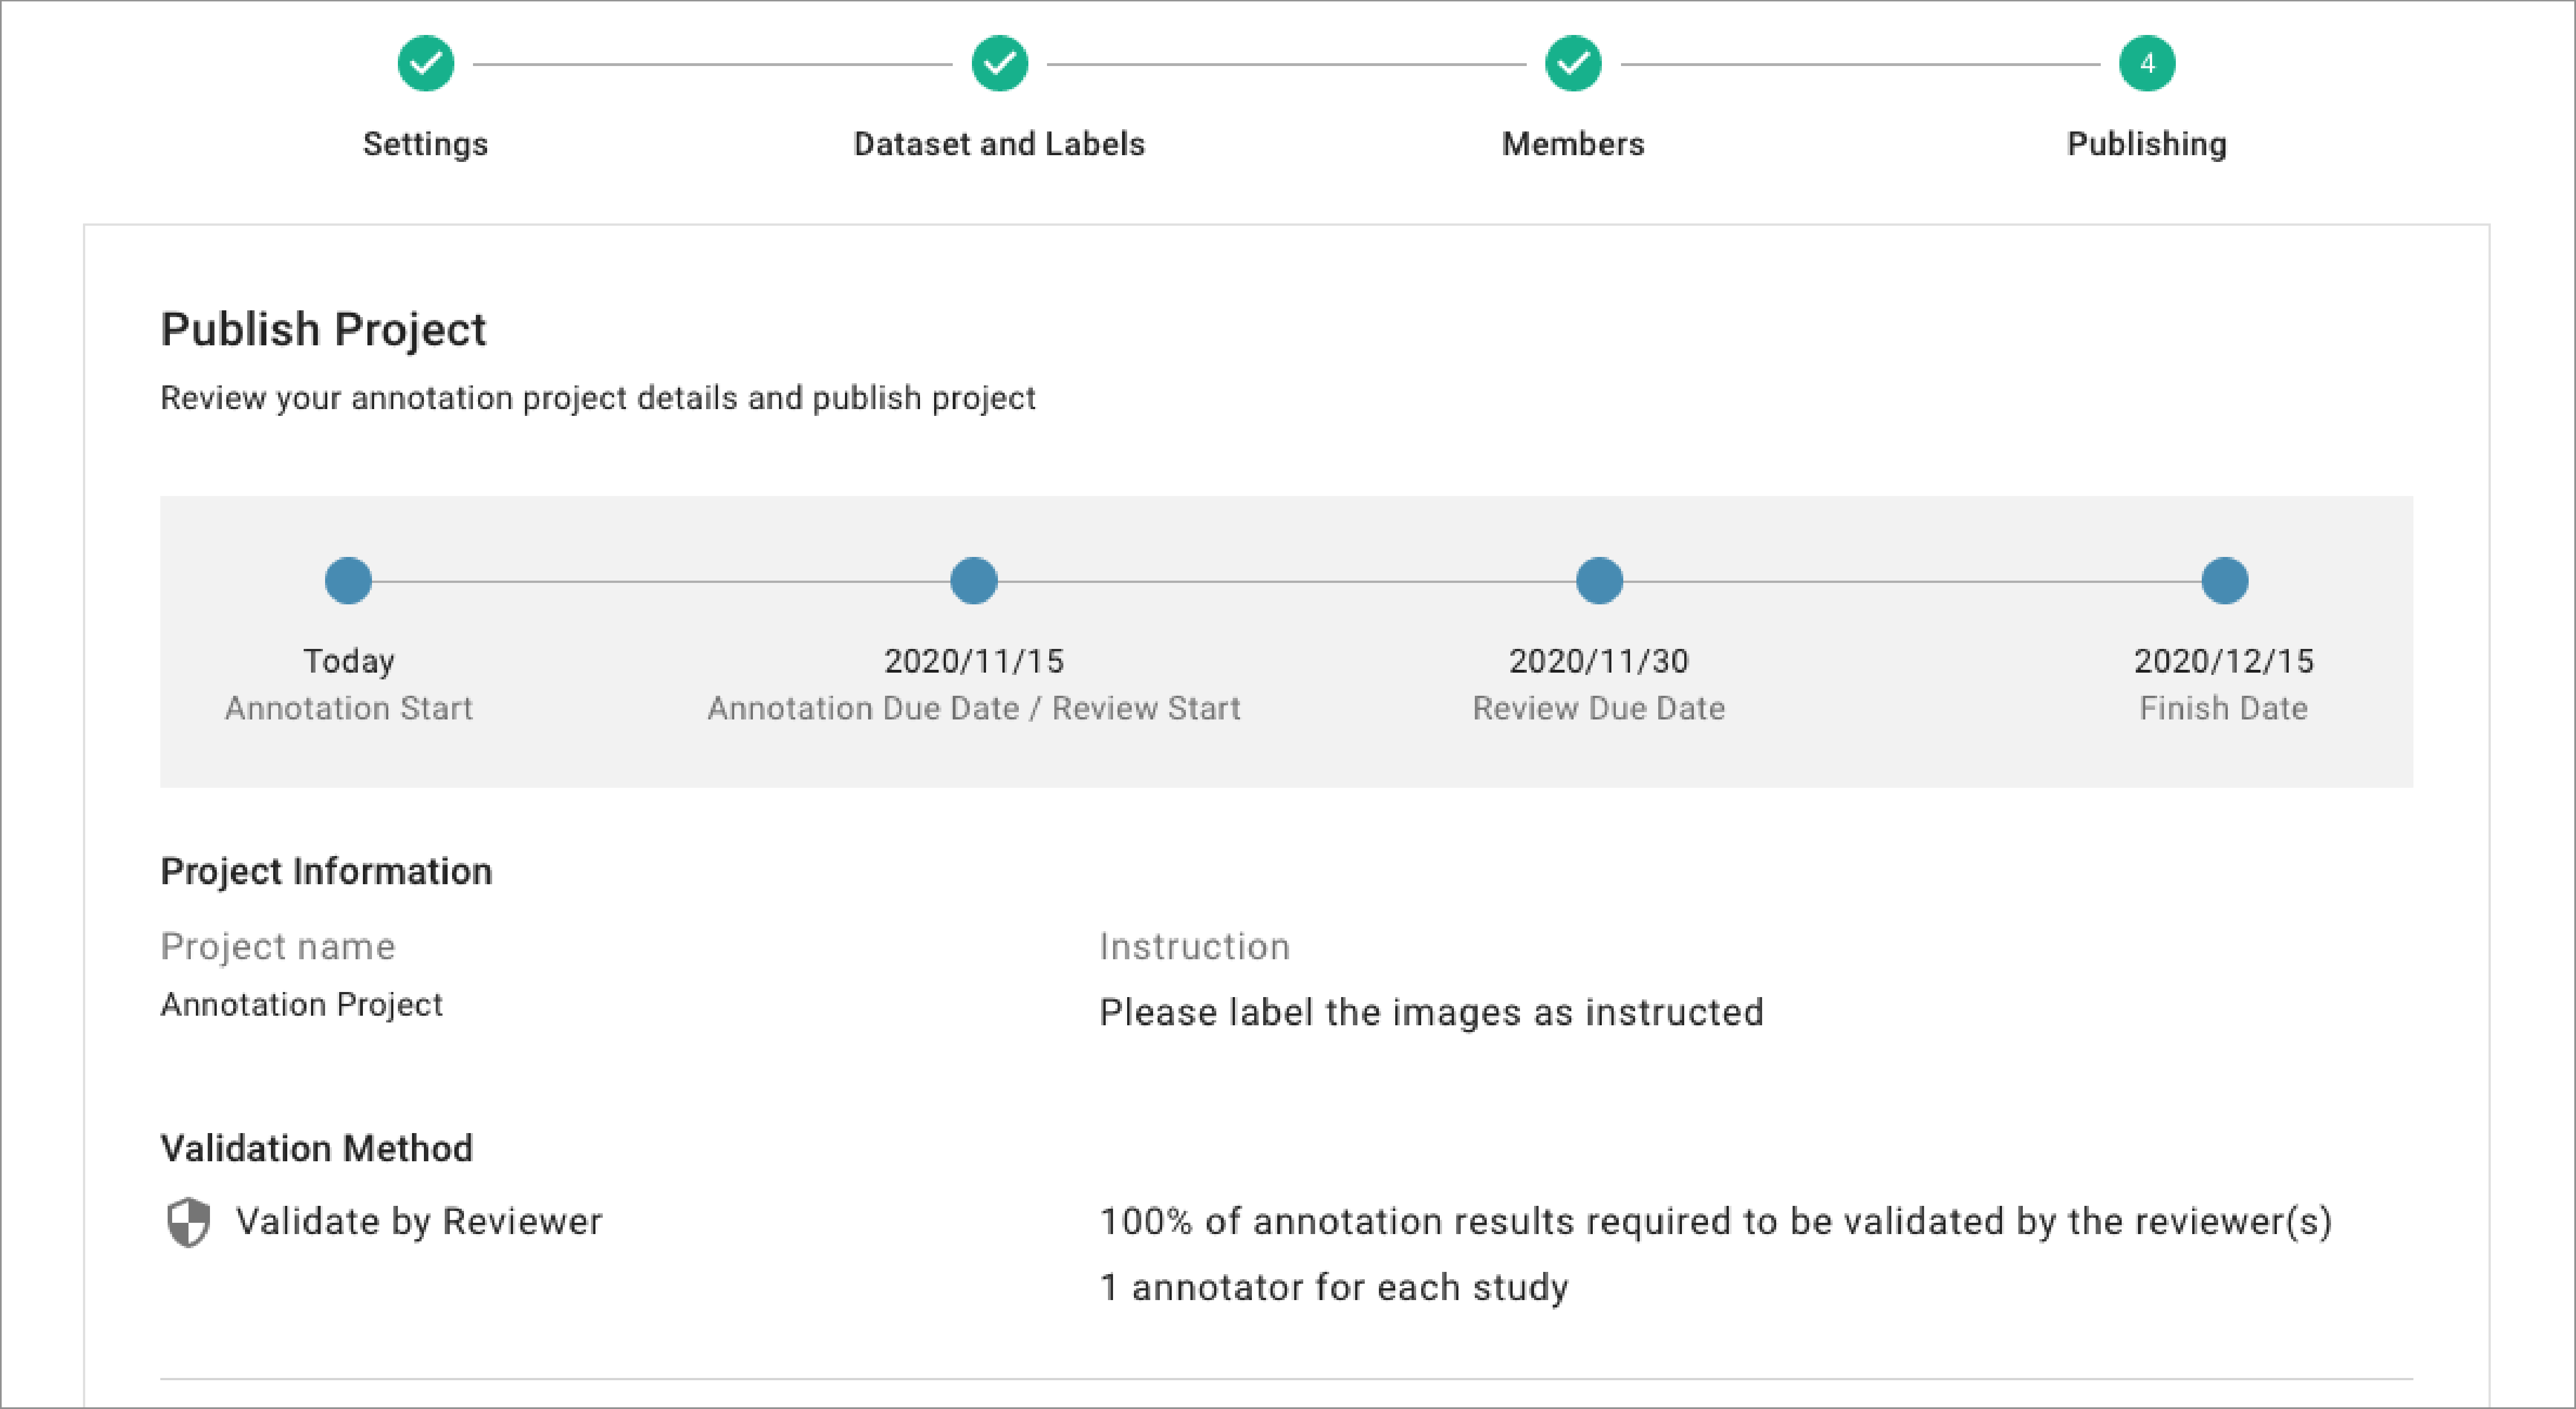 4
Settings
Dataset and Labels
Members
Publishing
Publish Project
Review your annotation project details and publish project
Today
Annotation Start
2020/11/15
Annotation Due Date / Review Start
2020/11/30
Review Due Date
2020/12/15
Finish Date
Project Information
Project name
Annotation Project
Instruction
Please label the images as instructed
Validation Method
Validate by Reviewer
100% of annotation results required to be validated by the reviewer(s)
1 annotator for each study